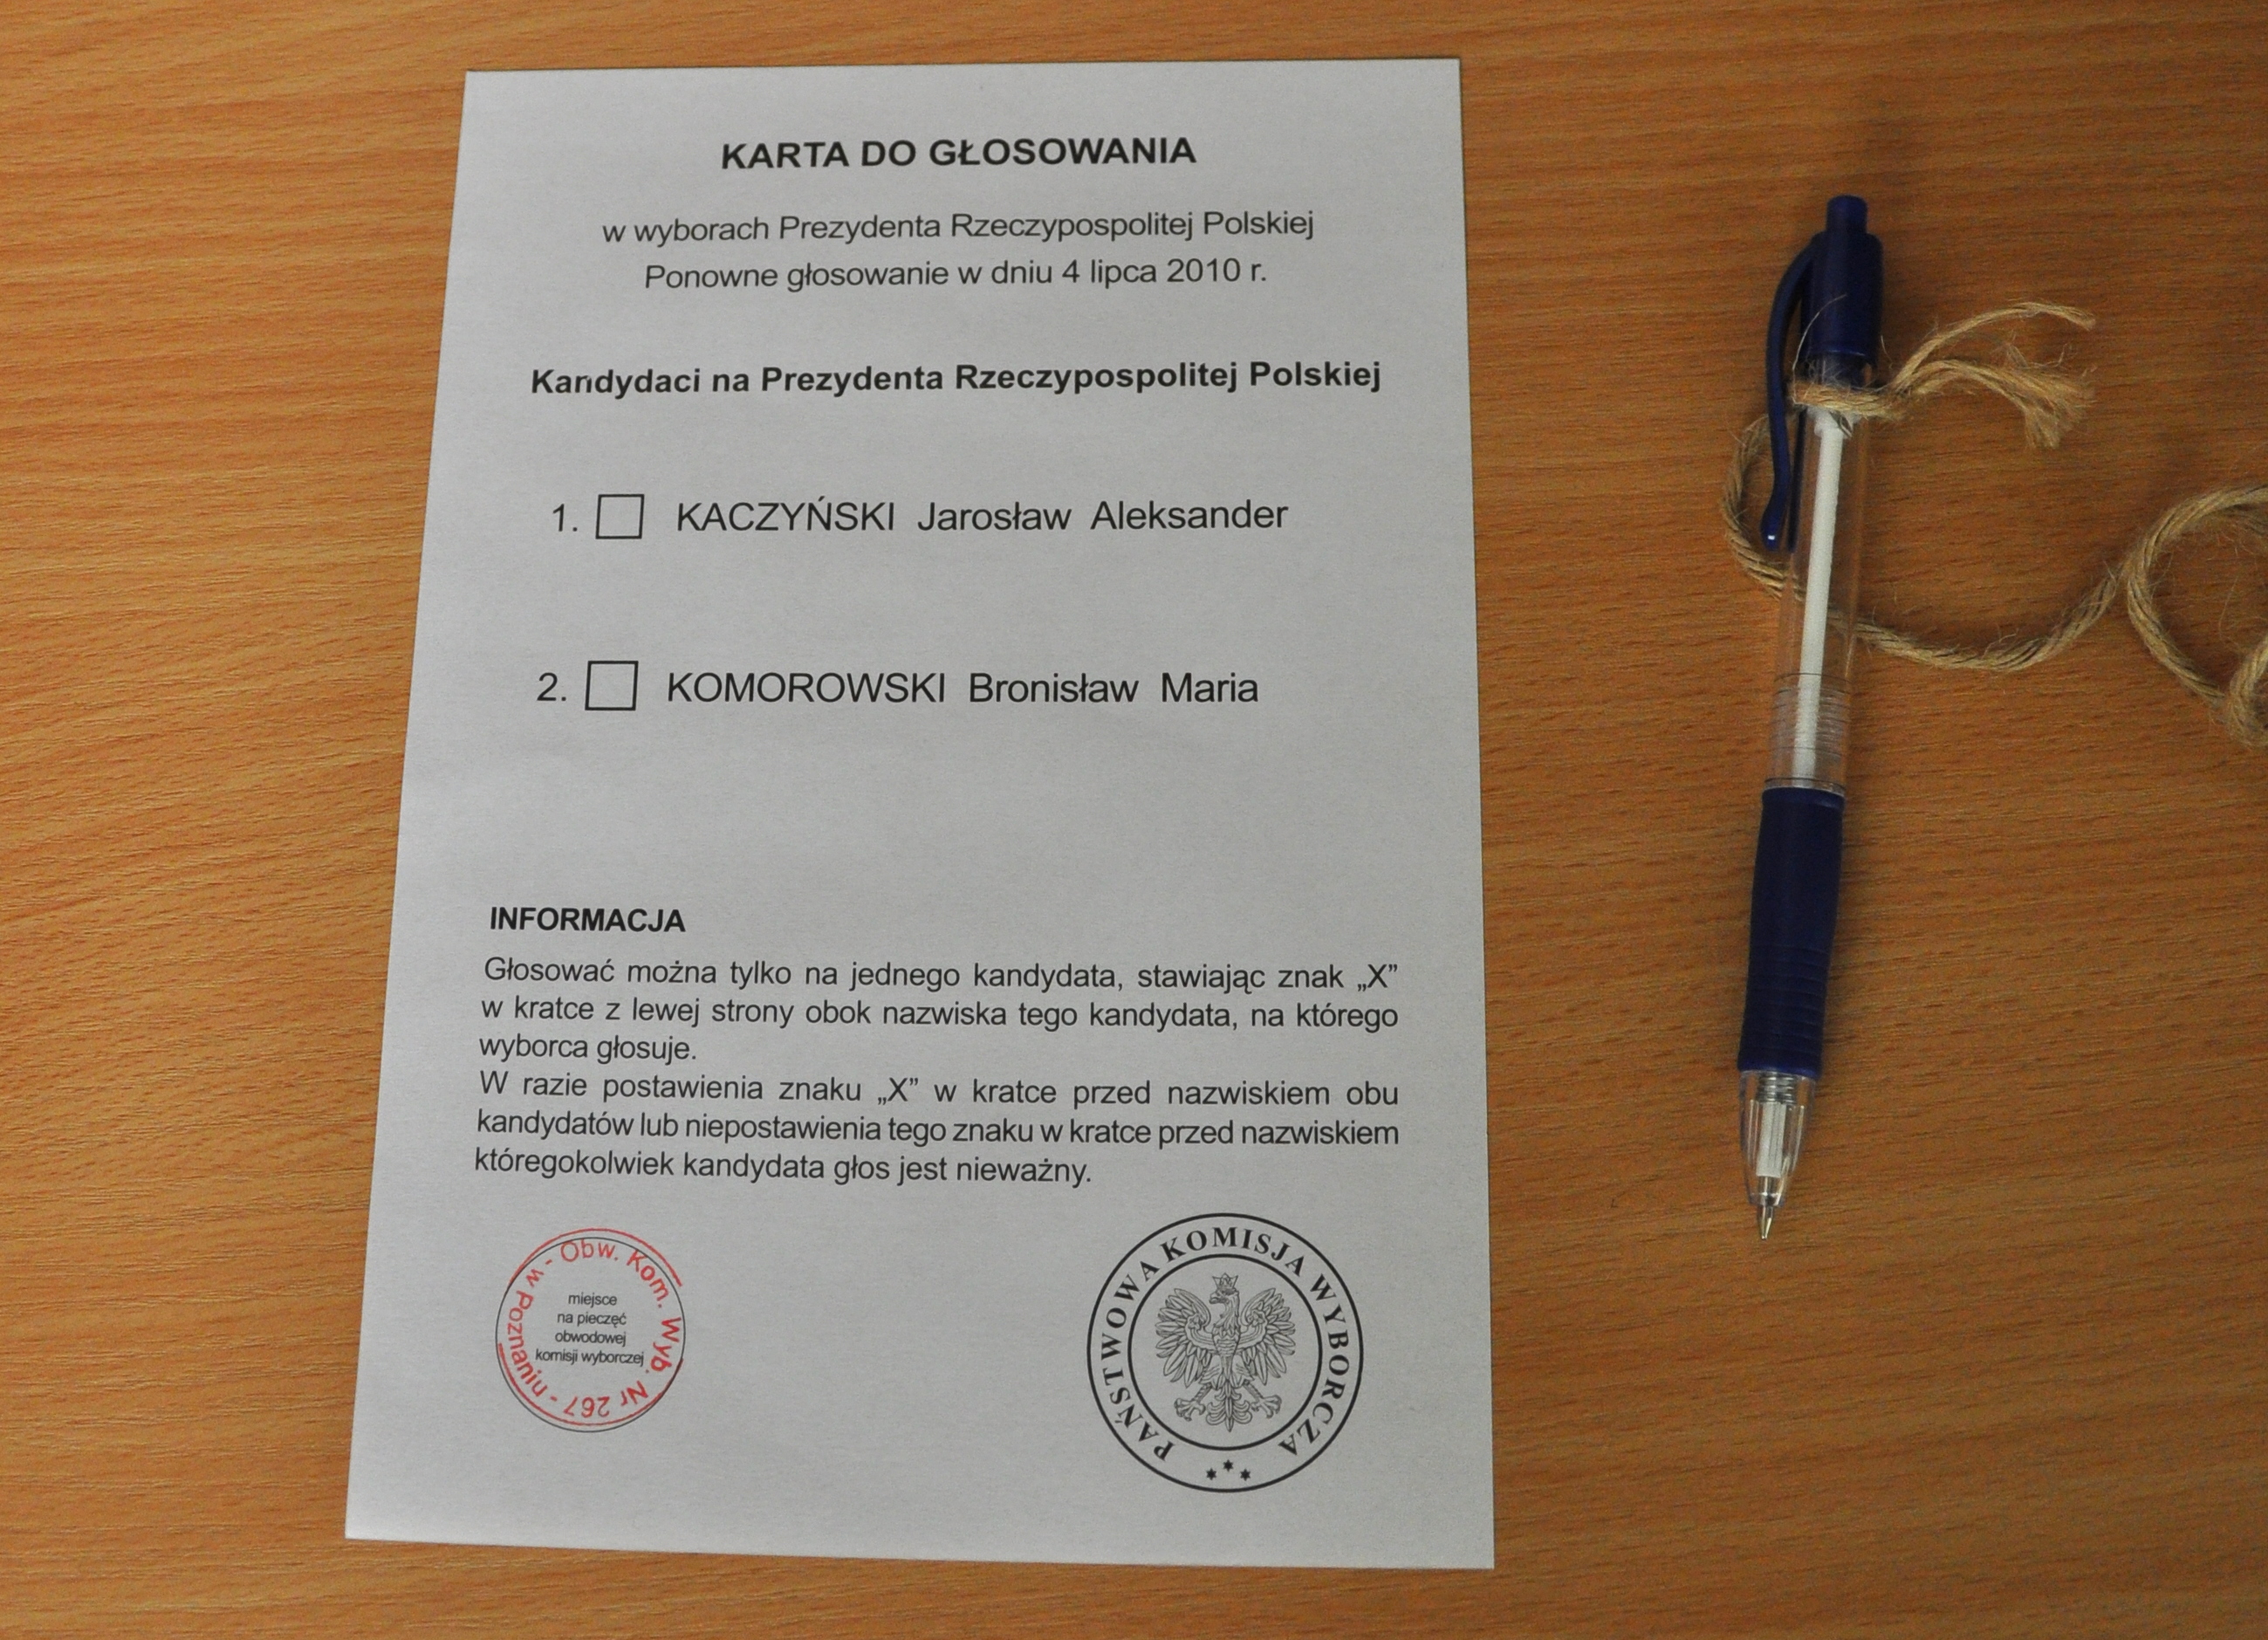 KARTA DO GŁOSOWANIA
w wyborach Prezydenta Rzeczypospolitej Polskiej
Ponowne głosowanie w dniu 4 lipca 2010 r.
Kandydaci na Prezydenta Rzeczypospolitej Polskiej
1. KACZYŃSKI Jarosław Aleksander
2. KOMOROWSKI Bronisław Maria
INFORMACJA
Głosować można tylko na jednego kandydata, stawiając znak „X”
w kratce z lewej strony obok nazwiska tego kandydata, na którego
wyborca głosuje.
W razie postawienia znaku „X” w kratce przed nazwiskiem obu
kandydatów lub niepostawienia tego znaku w kratce przed nazwiskiem
któregokolwiek kandydata głos jest nieważny.
Obw. Kom. Wyb. Nr 267 - w Poznaniu -
miejsce
na pieczęć
obwodowej
komisji wyborczej
PAŃSTWOWA KOMISJA WYBORCZA